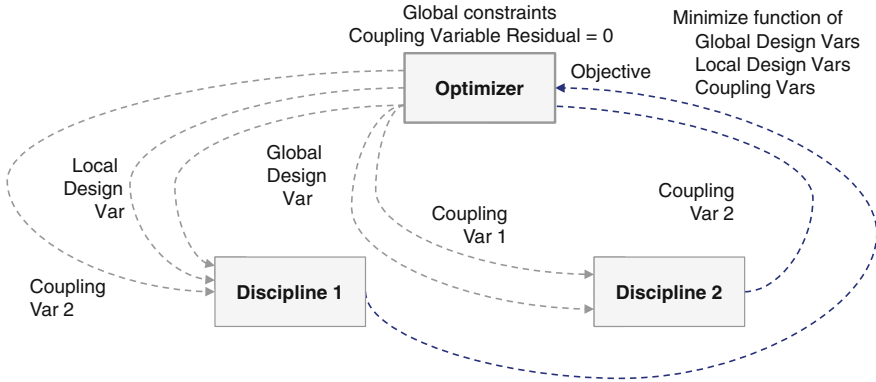 Global constraints
Coupling Variable Residual = 0
Minimize function of
Global Design Vars
Local Design Vars
Coupling Vars
Optimizer
Objective
Local
Design
Var
Global
Design
Var
Coupling
Var 1
Coupling
Var 2
Coupling
Var 2
Discipline 1
Discipline 2